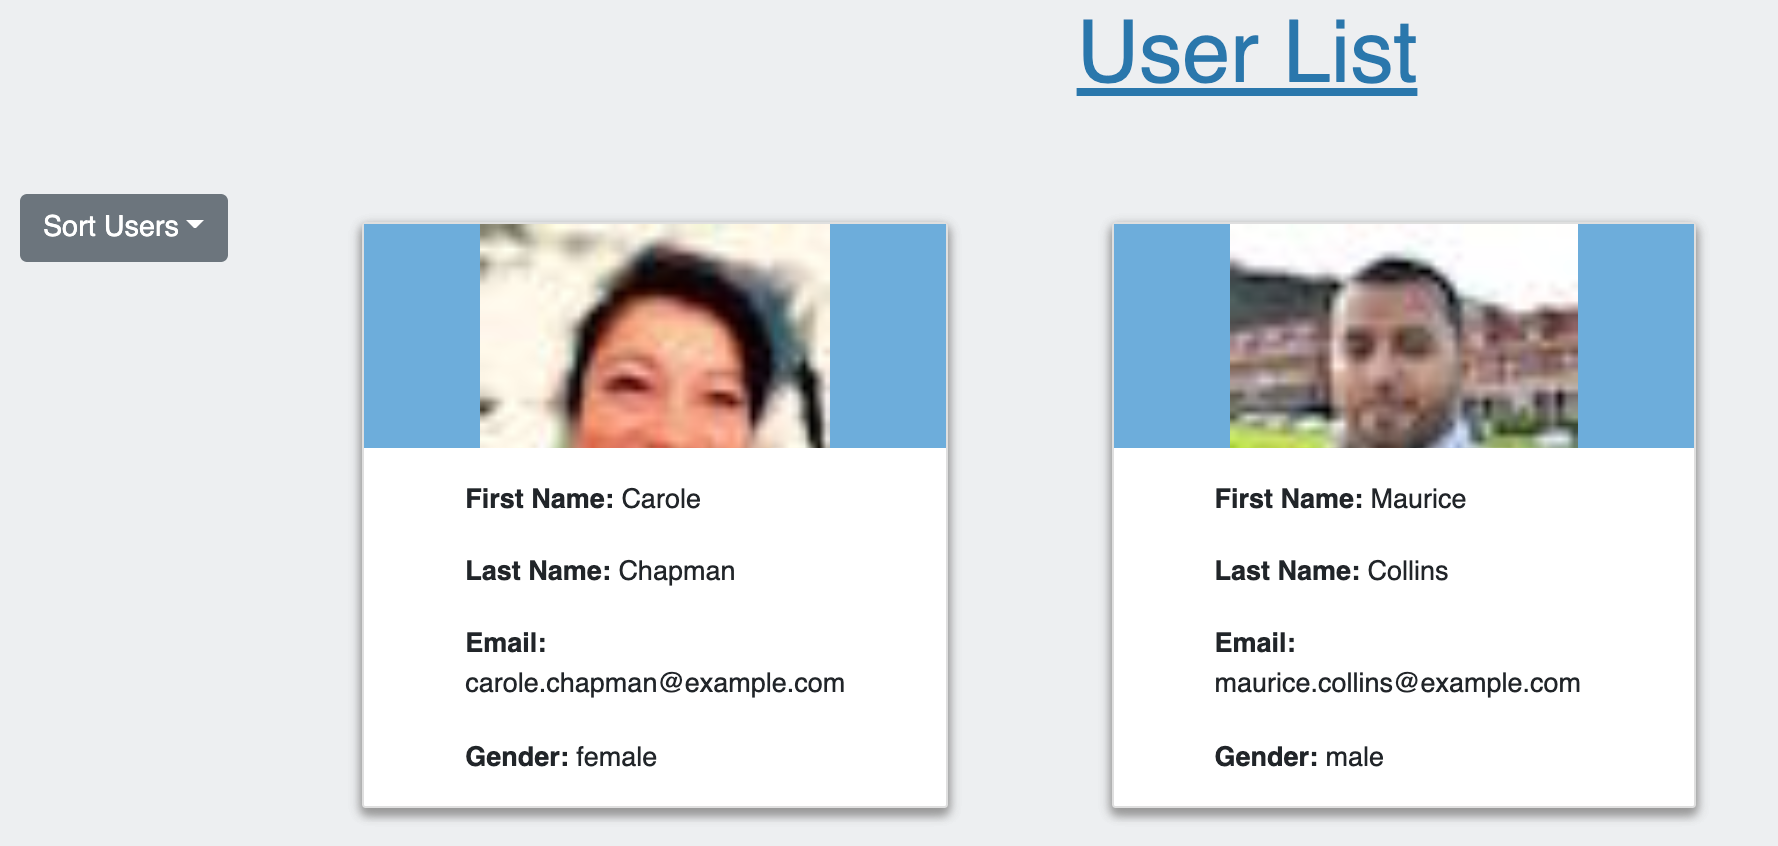 User List
Sort Users
First Name: Carole
Last Name: Chapman
Email:
carole.chapman@example.com
Gender: female
First Name: Maurice
Last Name: Collins
Email:
maurice.collins@example.com
Gender: male